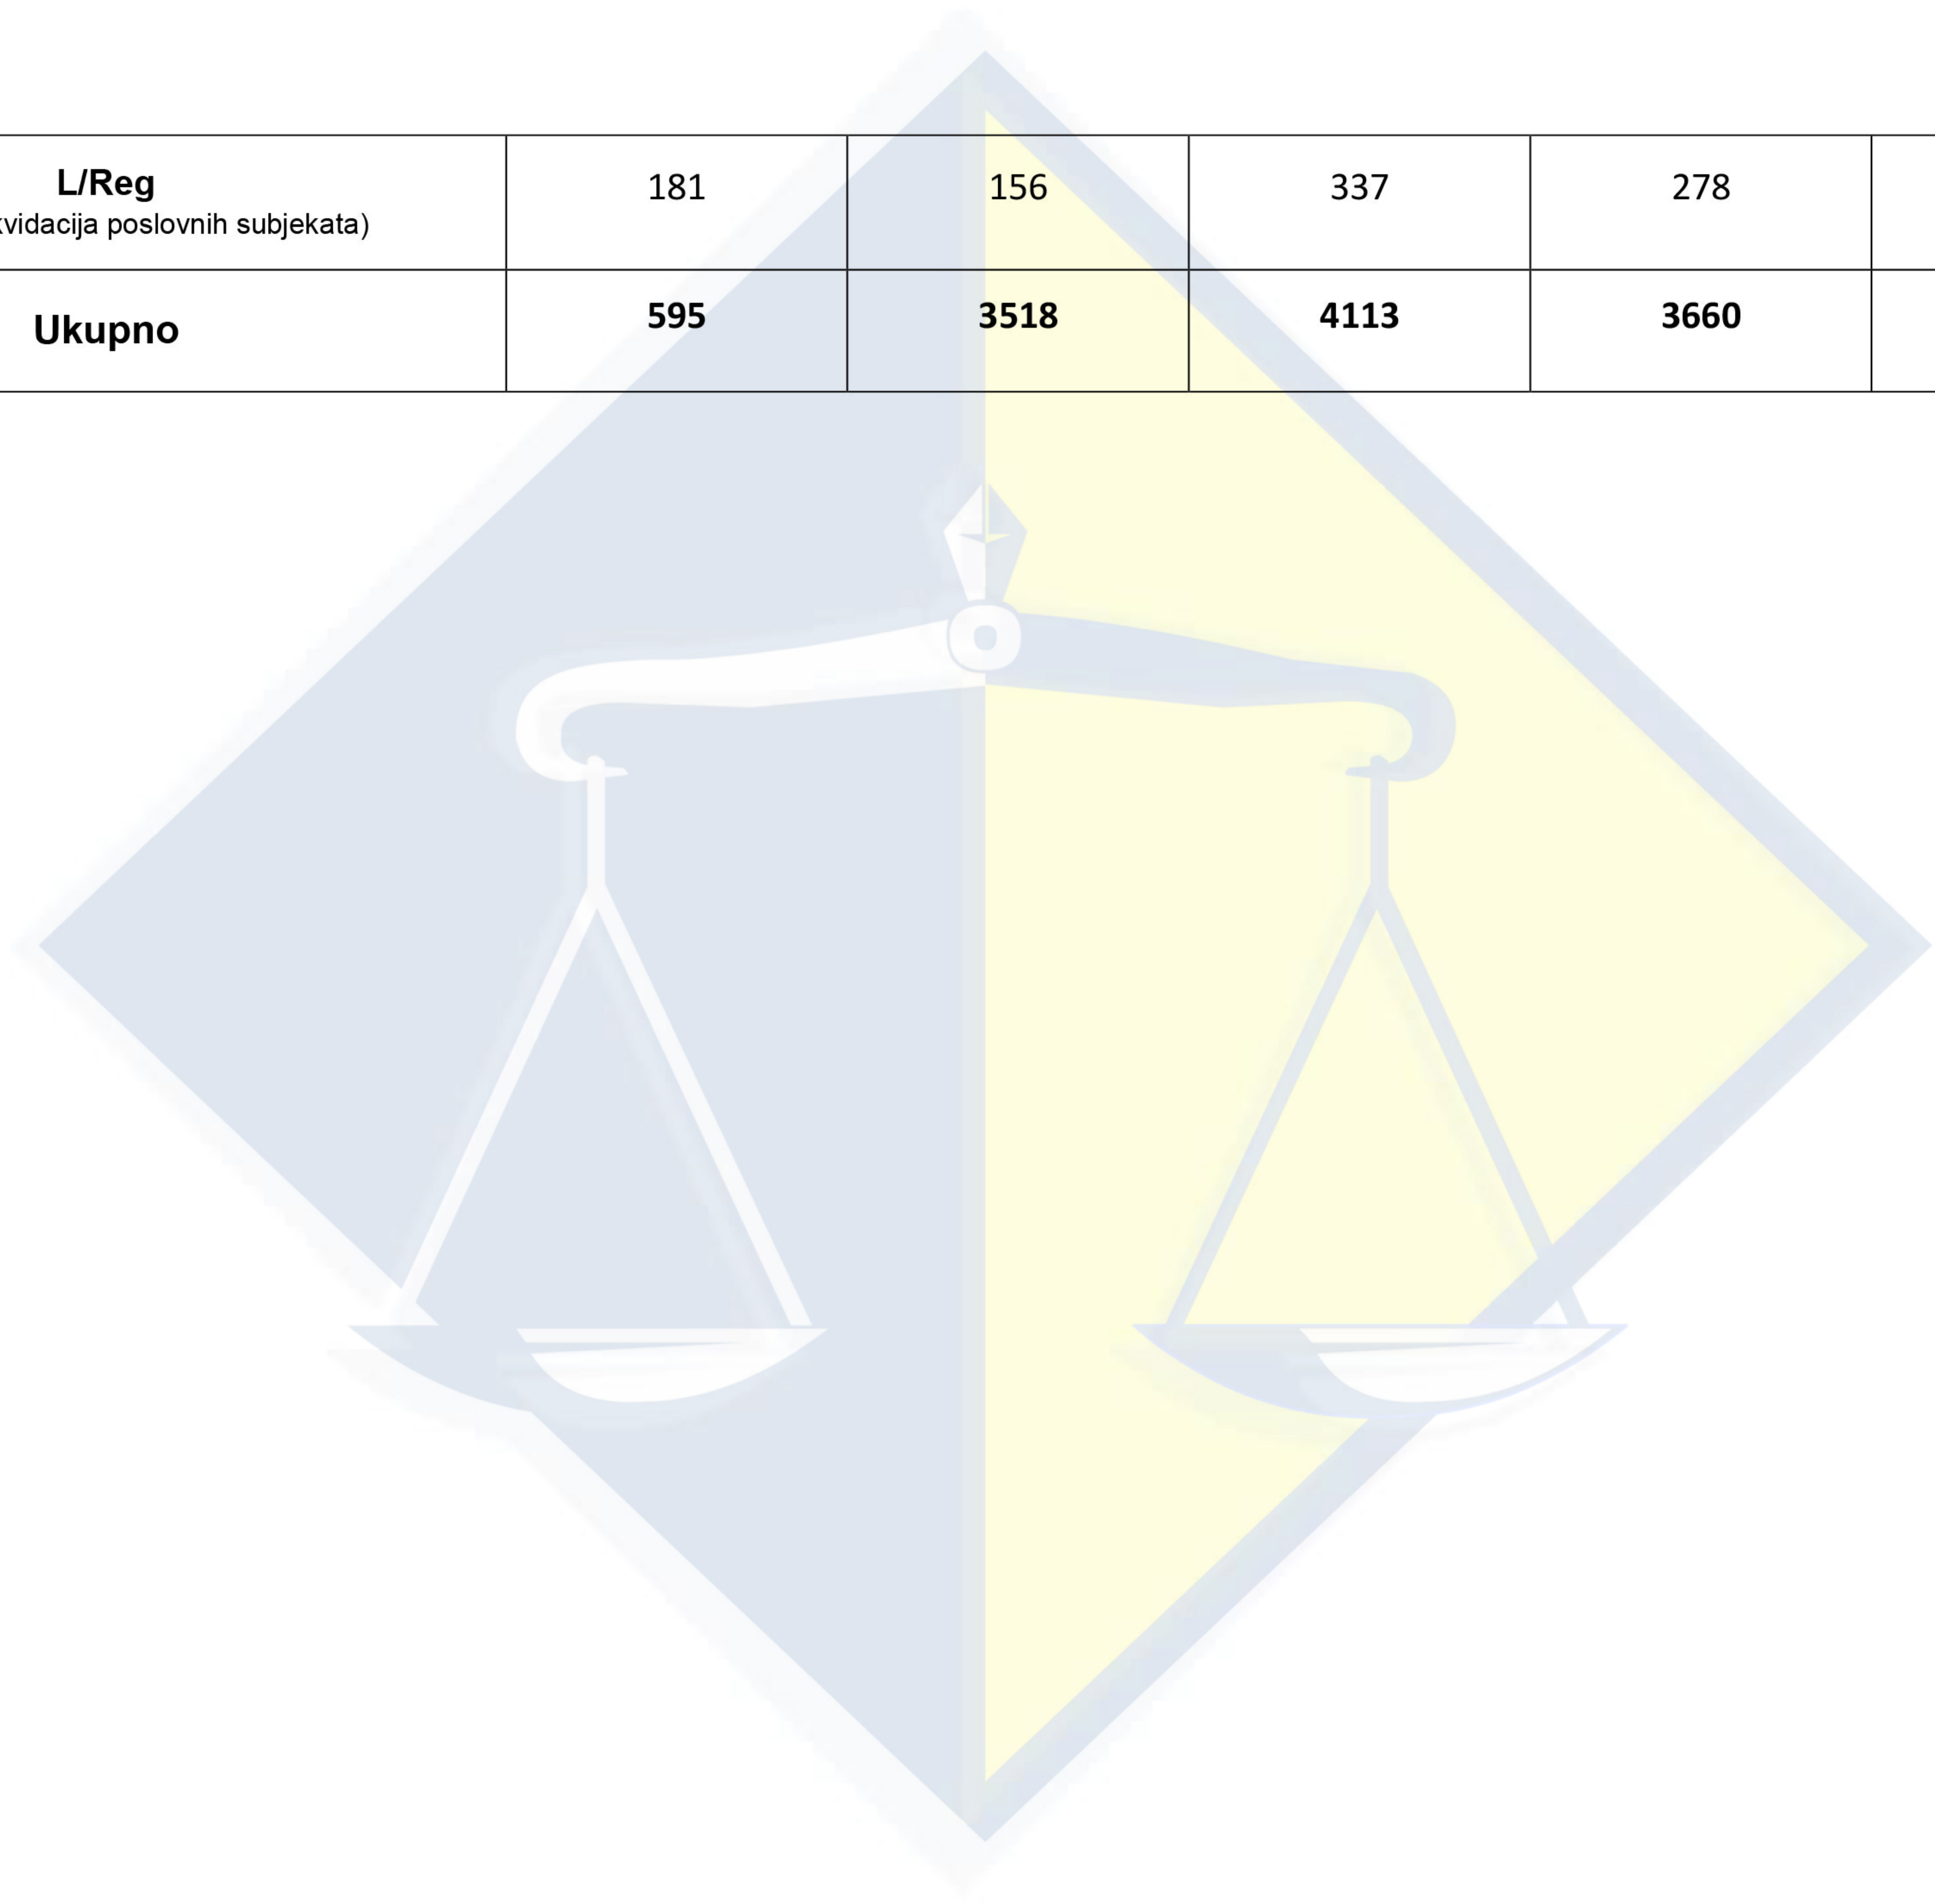 L/Reg 181 156 337 278
kvidacija poslovnih subjekata)
Ukupno 595 3518 4113 3660